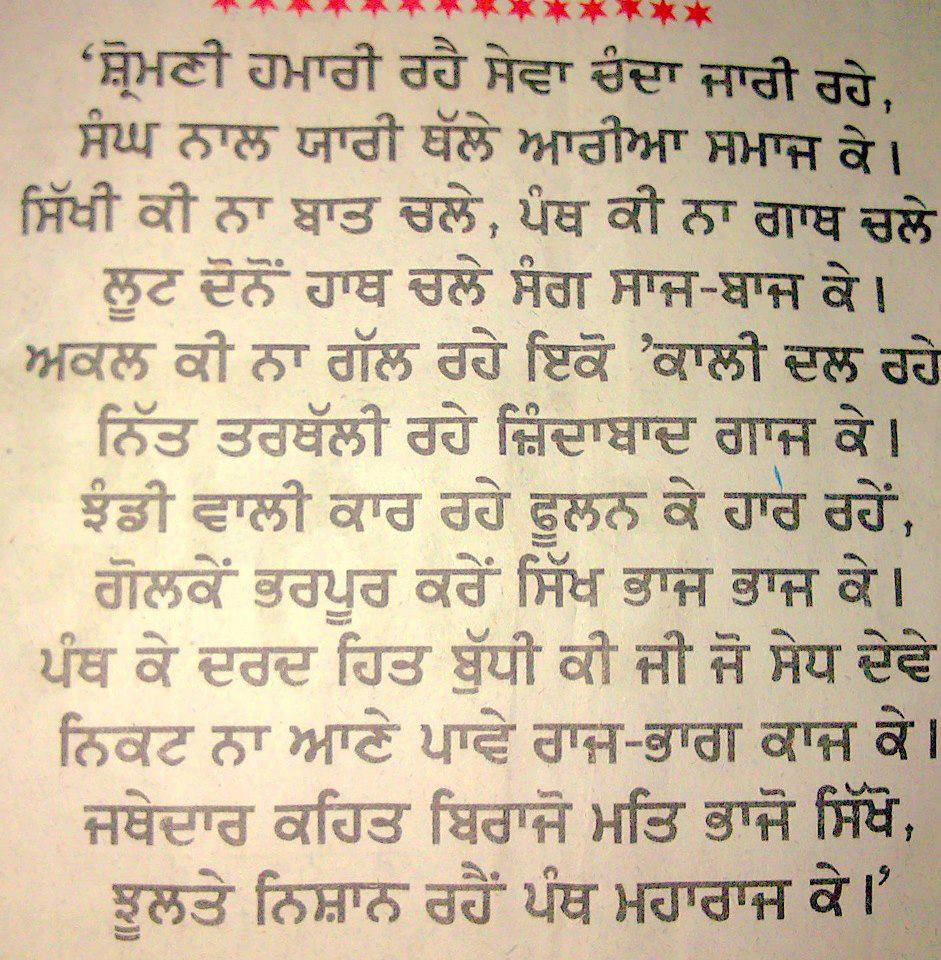 ‘ਸ਼੍ਰੋਮਣੀ ਹਮਾਰੀ ਰਹੈ ਸੇਵਾ ਚੰਦਾ ਜਾਰੀ ਰਹੇ,
ਸੰਘ ਨਾਲ ਯਾਰੀ ਥੱਲੇ ਆਰੀਆ ਸਮਾਜ ਕੇ।
ਸਿੱਖੀ ਕੀ ਨਾ ਬਾਤ ਚਲੇ, ਪੰਥ ਕੀ ਨਾ ਗਾਥ ਚਲੇ
ਲੂਟ ਦੋਨੋਂ ਹਾਥ ਚਲੇ ਸੰਗ ਸਾਜ-ਬਾਜ ਕੇ।
ਅਕਲ ਕੀ ਨਾ ਗੱਲ ਰਹੇ ਇਕੋ ’ਕਾਲੀ ਦਲ ਰਹੇ
ਨਿੱਤ ਤਰਥੱਲੀ ਰਹੇ ਜ਼ਿੰਦਾਬਾਦ ਗਾਜ ਕੇ।
ਝੰਡੀ ਵਾਲੀ ਕਾਰ ਰਹੇ ਫੂਲਨ ਕੇ ਹਾਰ ਰਹੇਂ,
ਗੋਲਕੇਂ ਭਰਪੂਰ ਕਰੇਂ ਸਿੱਖ ਭਾਜ ਭਾਜ ਕੇ।
ਪੰਥ ਕੇ ਦਰਦ ਹਿਤ ਬੁੱਧੀ ਕੀ ਜੀ ਜੋ ਸੇਧ ਦੇਵੇ
ਨਿਕਟ ਨਾ ਆਣੇ ਪਾਵੇ ਰਾਜ-ਭਾਗ ਕਾਜ ਕੇ।
ਜਥੇਦਾਰ ਕਹਿਤ ਬਿਰਾਜੋ ਮਤਿ ਭਾਜੋ ਸਿੱਖੋ,
ਝੂਲਤੇ ਨਿਸ਼ਾਨ ਰਹੈਂ ਪੰਥ ਮਹਾਰਾਜ ਕੇ।’